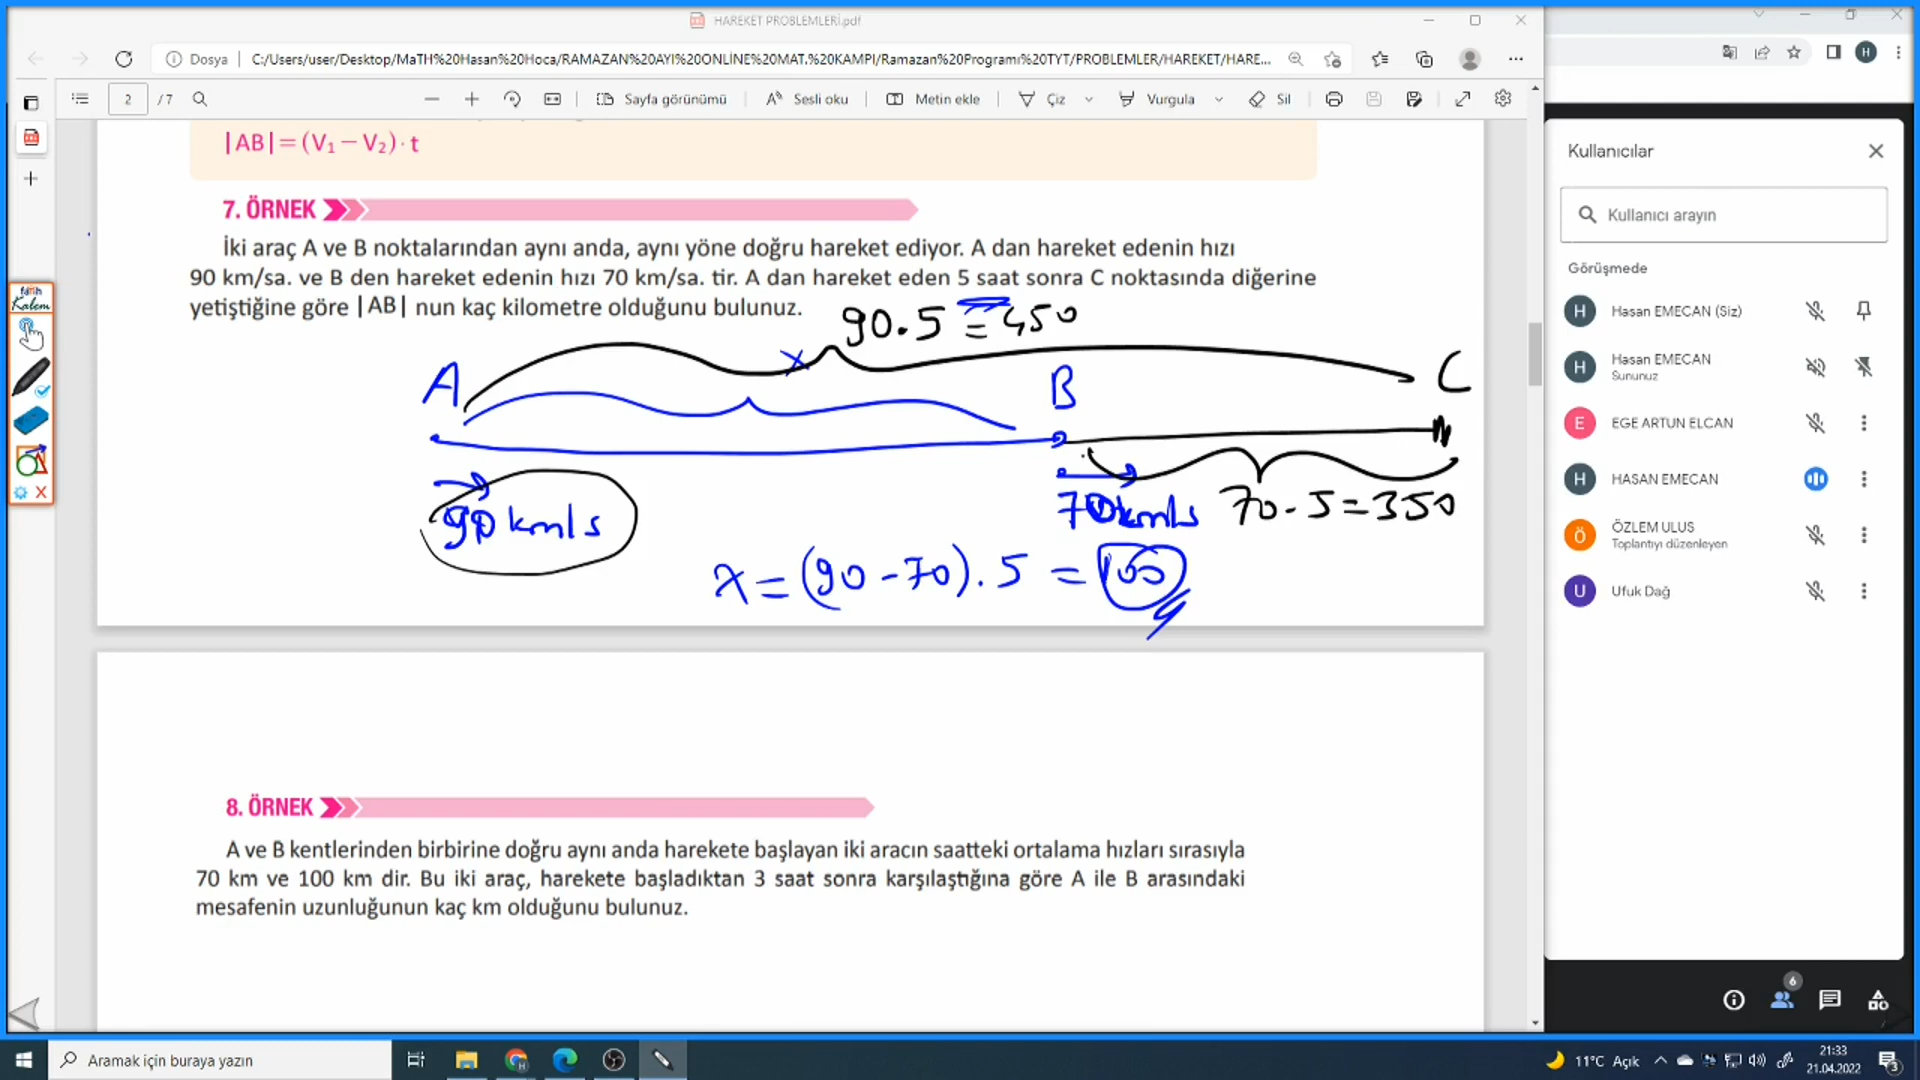 HAREKET PROBLEMLERİ.pdf
Dosya
C:/Users/user/Desktop/MaTH%20Hasan%20Hoca/RAMAZAN%20AYI%20ONLİNE%20MAT.%20KAMPI/Ramazan%20Programı%20TYT/PROBLEMLER/HAREKET/HARE...
2 /7
Sayfa görünümü
Sesli oku
Metin ekle
Çiz
Vurgula
Sil
|AB|=(V₁−V₂)·t
7. ÖRNEK
İki araç A ve B noktalarından aynı anda, aynı yöne doğru hareket ediyor. A dan hareket edenin hızı
90 km/sa. ve B den hareket edenin hızı 70 km/sa. tir. A dan hareket eden 5 saat sonra C noktasında diğerine
yetiştiğine göre |AB| nun kaç kilometre olduğunu bulunuz.
90.5=450
x
A
B
C
90 km/s
70 km/s
70.5=350
x=(90-70).5=100
8. ÖRNEK
A ve B kentlerinden birbirine doğru aynı anda harekete başlayan iki aracın saatteki ortalama hızları sırasıyla
70 km ve 100 km dir. Bu iki araç, harekete başladıktan 3 saat sonra karşılaştığına göre A ile B arasındaki
mesafenin uzunluğunun kaç km olduğunu bulunuz.
fatih
Kalem
H
Kullanıcılar
Kullanıcı arayın
Görüşmede
H Hasan EMECAN (Siz)
H Hasan EMECAN
Sununuz
E EGE ARTUN ELCAN
H HASAN EMECAN
Ö ÖZLEM ULUS
Toplantıyı düzenleyen
U Ufuk Dağ
6
Aramak için buraya yazın
11°C Açık
21:33
21.04.2022
3